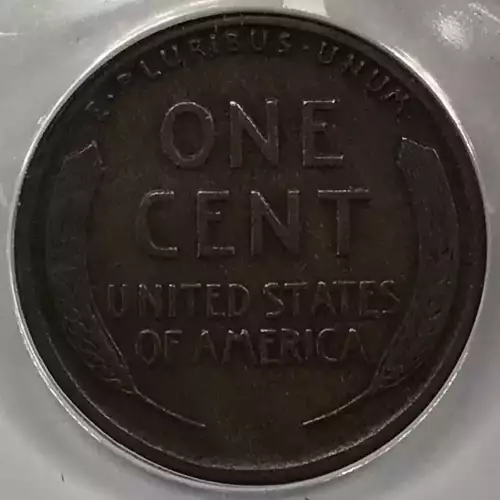 E·PLURIBUS·UNUM
ONE
CENT
UNITED STATES
OF AMERICA